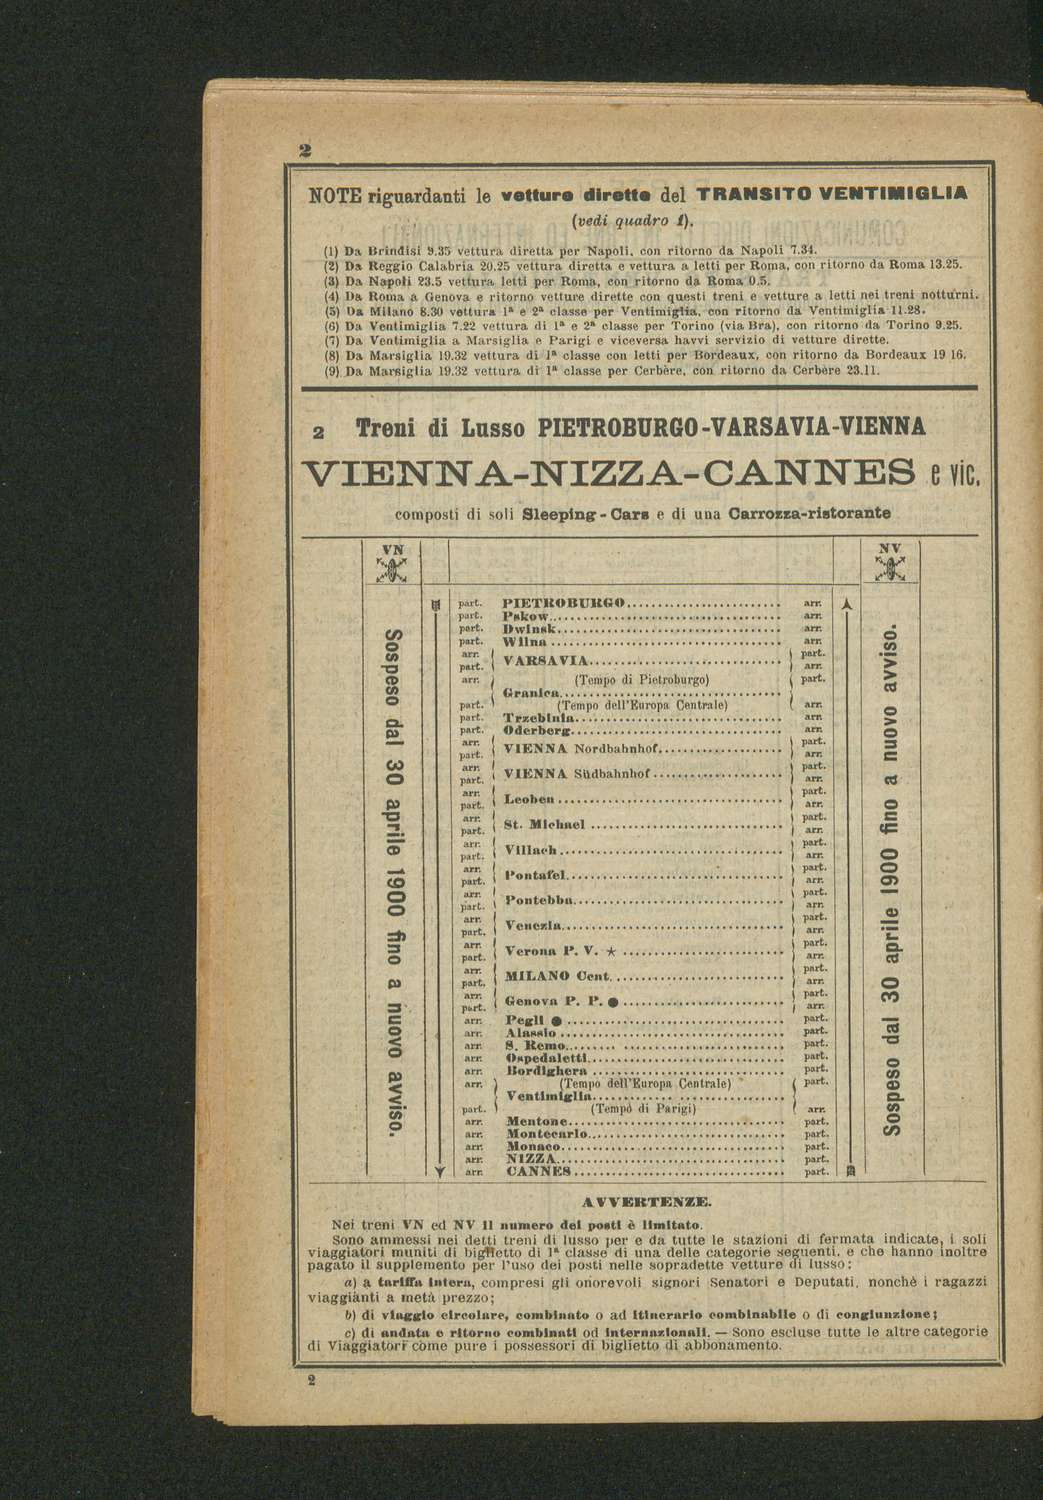 2
NOTE riguardanti le vetture dirette del TRANSITO VENTIMIGLIA
(vedi quadro 1).
(1) Da Brindisi 9.35 vettura diretta per Napoli, con ritorno da Napoli 7.34.
(2) Da Reggio Calabria 20.25 vettura diretta e vettura a letti per Roma, con ritorno da Roma 13.25.
(3) Da Napoli 23.5 vettura letti per Roma, con ritorno da Roma 0.5.
(4) Da Roma a Genova e ritorno vetture dirette con questi treni e vetture a letti nei treni notturni.
(5) Da Milano 8.30 vettura 1ª e 2ª classe per Ventimiglia, con ritorno da Ventimiglia 11.28.
(6) Da Ventimiglia 7.22 vettura di 1ª e 2ª classe per Torino (via Bra), con ritorno da Torino 9.25.
(7) Da Ventimiglia a Marsiglia e Parigi e viceversa havvi servizio di vetture dirette.
(8) Da Marsiglia 19.32 vettura di 1ª classe con letti per Bordeaux, con ritorno da Bordeaux 19 16.
(9) Da Marsiglia 19.32 vettura di 1ª classe per Cerbère, con ritorno da Cerbère 23.11.
2 Treni di Lusso PIETROBURGO-VARSAVIA-VIENNA
VIENNA-NIZZA-CANNES e vic.
composti di soli Sleeping-Cars e di una Carrozza-ristorante
VN
NV
Sospeso dal 30 aprile 1900 fino a nuovo avviso.
part. PIETROBURGO arr.
part. Pskow arr.
part. Dwinsk arr.
part. Wilna arr.
arr. part.
VARSAVIA
part. arr.
arr. (Tempo di Pietroburgo) part.
Granica
part. (Tempo dell'Europa Centrale) arr.
part. Trzebinia arr.
part. Oderberg arr.
arr. part.
VIENNA Nordbahnhof
part. arr.
arr. part.
VIENNA Südbahnhof
part. arr.
arr. part.
Leoben
part. arr.
arr. part.
St. Michael
part. arr.
arr. part.
Villach
part. arr.
arr. part.
Pontafel
part. arr.
arr. part.
Pontebba
part. arr.
arr. part.
Venezia
part. arr.
arr. part.
Verona P. V. ★
part. arr.
arr. part.
MILANO Cent.
part. arr.
arr. part.
Genova P. P. ●
part. arr.
arr. Pegli ● part.
arr. Alassio part.
arr. S. Remo part.
arr. Ospedaletti part.
arr. Bordighera part.
arr. (Tempo dell'Europa Centrale) part.
Ventimiglia
part. (Tempo di Parigi) arr.
arr. Mentone part.
arr. Montecarlo part.
arr. Monaco part.
arr. NIZZA part.
arr. CANNES part.
Sospeso dal 30 aprile 1900 fino a nuovo avviso.
AVVERTENZE.
Nei treni VN ed NV il numero dei posti è limitato.
Sono ammessi nei detti treni di lusso per e da tutte le stazioni di fermata indicate, i soli
viaggiatori muniti di biglietto di 1ª classe di una delle categorie seguenti. e che hanno inoltre
pagato il supplemento per l'uso dei posti nelle sopradette vetture di lusso:
a) a tariffa intera, compresi gli onorevoli signori Senatori e Deputati, nonchè i ragazzi
viaggianti a metà prezzo;
b) di viaggio circolare, combinato o ad itinerario combinabile o di congiunzione;
c) di andata e ritorno combinati od internazionali. — Sono escluse tutte le altre categorie
di Viaggiatori come pure i possessori di biglietto di abbonamento.
2